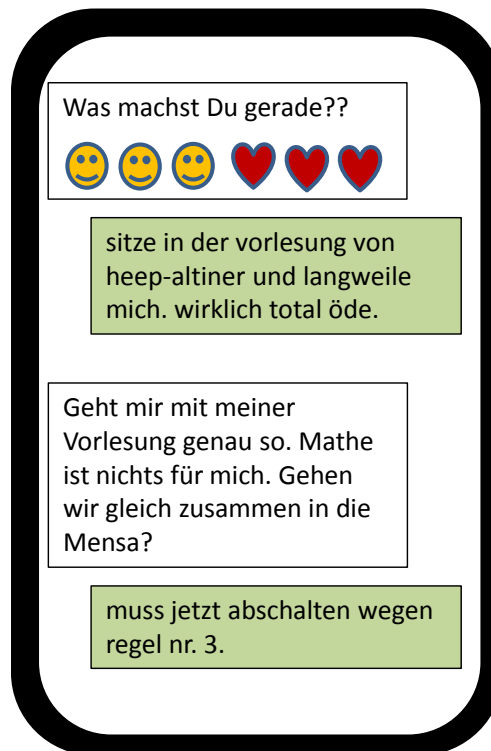 Was machst Du gerade??
sitze in der vorlesung von
heep-altiner und langweile
mich. wirklich total öde.
Geht mir mit meiner
Vorlesung genau so. Mathe
ist nichts für mich. Gehen
wir gleich zusammen in die
Mensa?
muss jetzt abschalten wegen
regel nr. 3.